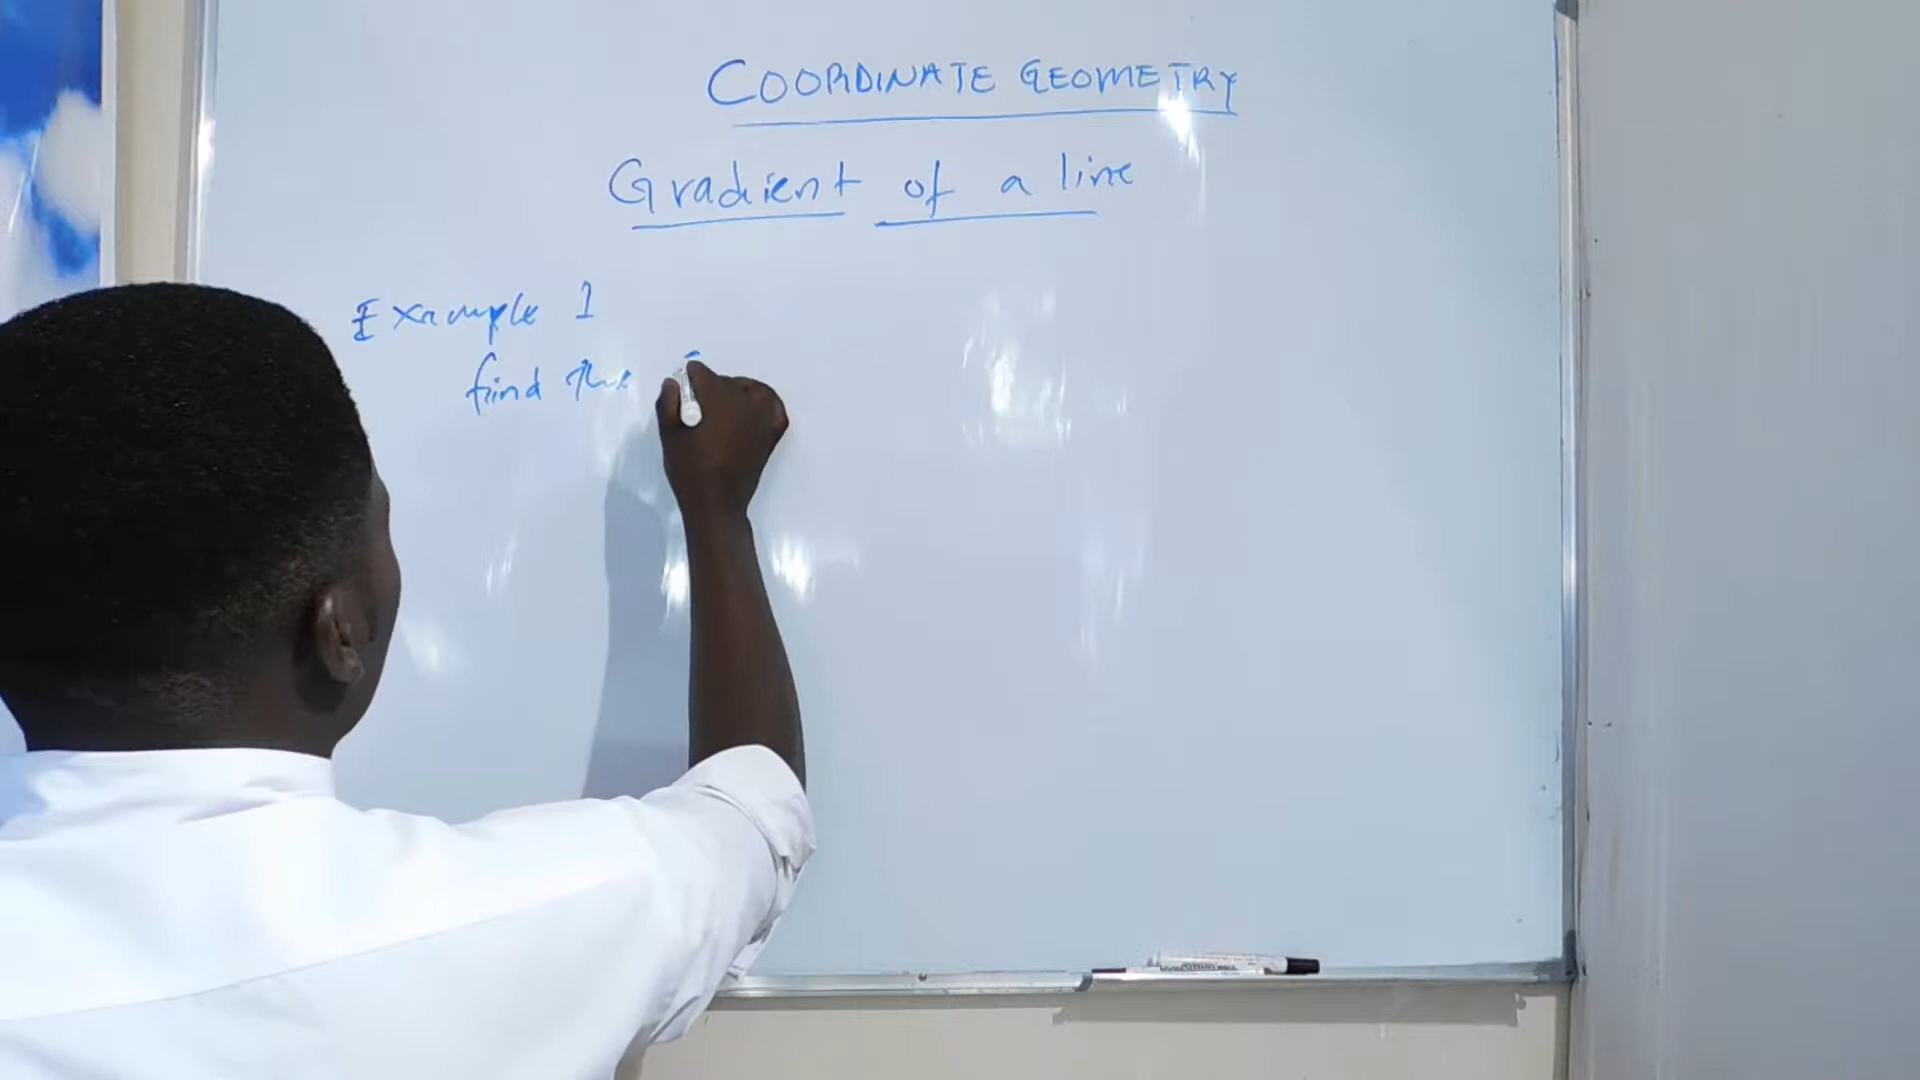 COORDINATE GEOMETRY
Gradient of a line
Example 1
find the